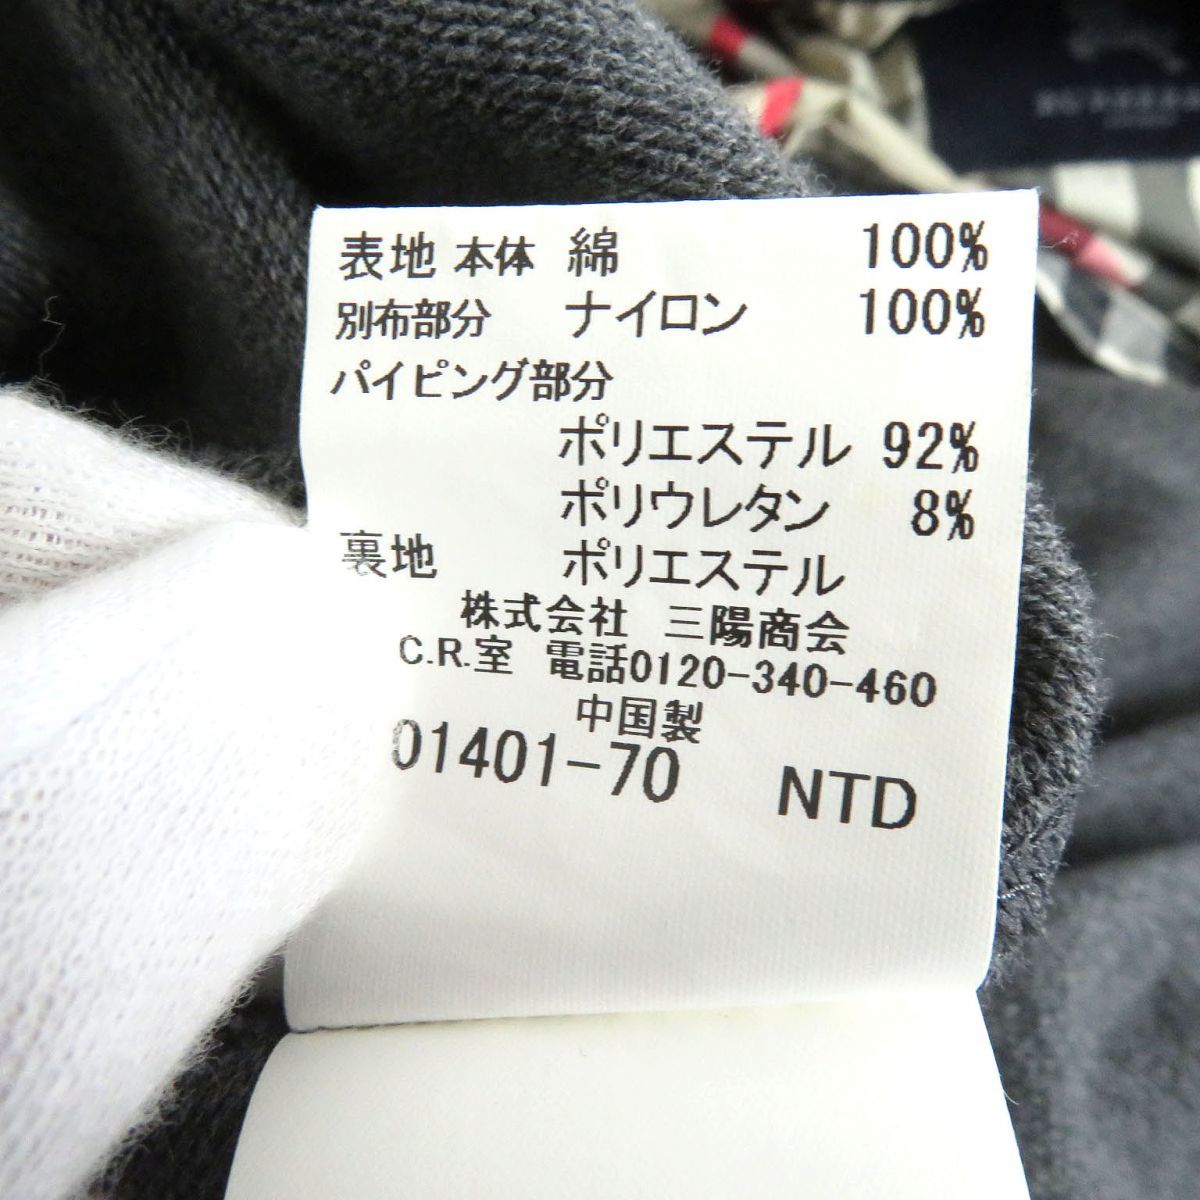 表地 本体 綿 100%
別布部分 ナイロン 100%
パイピング部分
ポリエステル 92%
ポリウレタン 8%
裏地 ポリエステル
株式会社 三陽商会
C.R.室 電話0120-340-460
中国製
01401-70 NTD